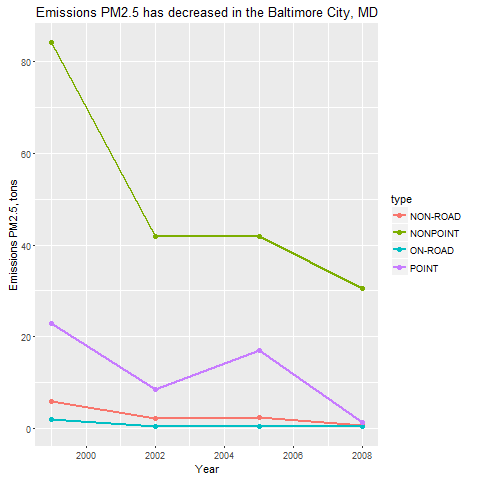 Emissions PM2.5 has decreased in the Baltimore City, MD
Emissions PM2.5, tons
80
60
40
20
0
2000 2002 2004 2006 2008
Year
type
NON-ROAD
NONPOINT
ON-ROAD
POINT